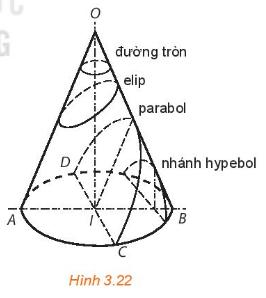 O
đường tròn
elip
parabol
D
nhánh hypebol
A
I
B
C
Hình 3.22